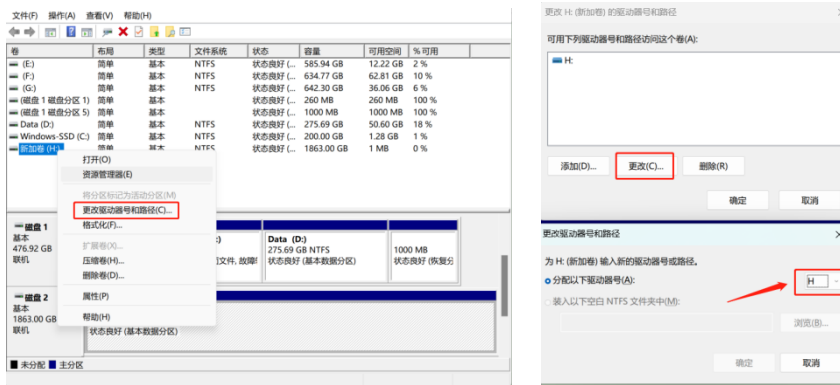 文件(F) 操作(A) 查看(V) 帮助(H)
卷 布局 类型 文件系统 状态 容量 可用空间 % 可用
(E:) 简单 基本 NTFS 状态良好 (... 585.94 GB 12.22 GB 2 %
(F:) 简单 基本 NTFS 状态良好 (... 634.77 GB 62.81 GB 10 %
(G:) 简单 基本 NTFS 状态良好 (... 642.30 GB 36.06 GB 6 %
(磁盘 1 磁盘分区 1) 简单 基本 状态良好 (... 260 MB 260 MB 100 %
(磁盘 1 磁盘分区 5) 简单 基本 状态良好 (... 1000 MB 1000 MB 100 %
Data (D:) 简单 基本 NTFS 状态良好 (... 275.69 GB 50.60 GB 18 %
Windows-SSD (C:) 简单 基本 NTFS 状态良好 (... 200.00 GB 1.28 GB 1 %
新加卷 (H:) 简单 基本 NTFS 状态良好 (... 1863.00 GB 1 MB 0 %
打开(O)
资源管理器(E)
将分区标记为活动分区(M)
更改驱动器号和路径(C)...
格式化(F)...
扩展卷(X)...
压缩卷(H)...
删除卷(D)...
属性(P)
帮助(H)
磁盘 1
基本
476.92 GB
联机
:)
文件, 故障
Data (D:)
275.69 GB NTFS
状态良好 (基本数据分区)
1000 MB
状态良好 (恢复分
磁盘 2
基本
1863.00 GB
联机
状态良好 (基本数据分区)
未分配 主分区
更改 H: (新加卷) 的驱动器号和路径
可用下列驱动器号和路径访问这个卷(A):
H:
添加(D)... 更改(C)... 删除(R)
确定 取消
更改驱动器号和路径
为 H: (新加卷) 输入新的驱动器号或路径。
分配以下驱动器号(A): H
装入以下空白 NTFS 文件夹中(M):
浏览(B)...
确定 取消